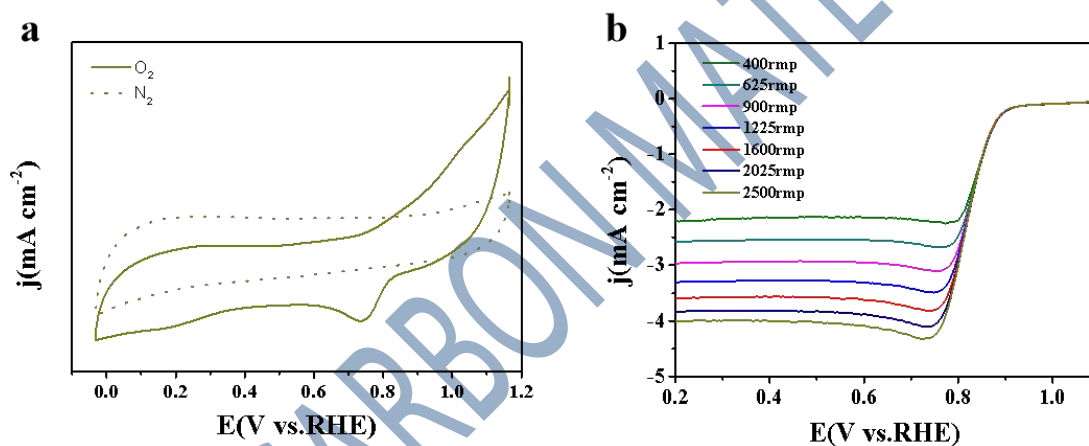 a
O₂
N₂
j(mA cm⁻²)
0.0 0.2 0.4 0.6 0.8 1.0 1.2
E(V vs.RHE)
b
400rmp
625rmp
900rmp
1225rmp
1600rmp
2025rmp
2500rmp
1
0
-1
-2
-3
-4
-5
j(mA cm⁻²)
0.2 0.4 0.6 0.8 1.0
E(V vs.RHE)
CARBON MATE